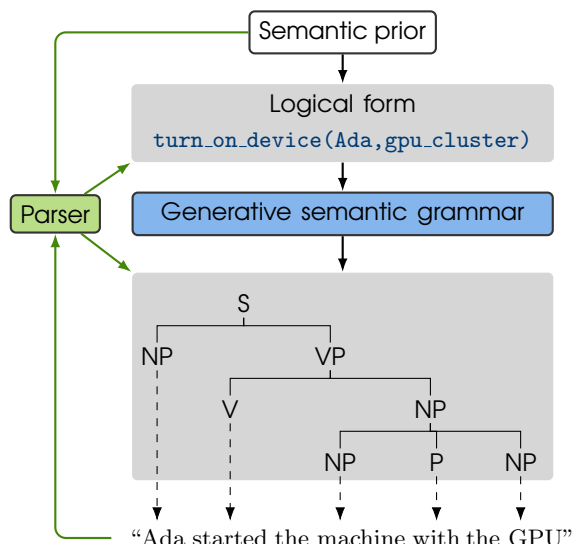 Semantic prior
Logical form
turn_on_device(Ada,gpu_cluster)
Parser
Generative semantic grammar
S
NP VP
V NP
NP P NP
“Ada started the machine with the GPU”